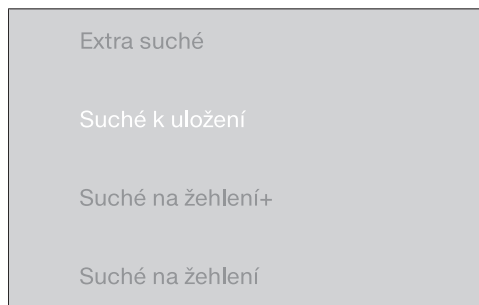 Extra suché
Suché k uložení
Suché na žehlení+
Suché na žehlení